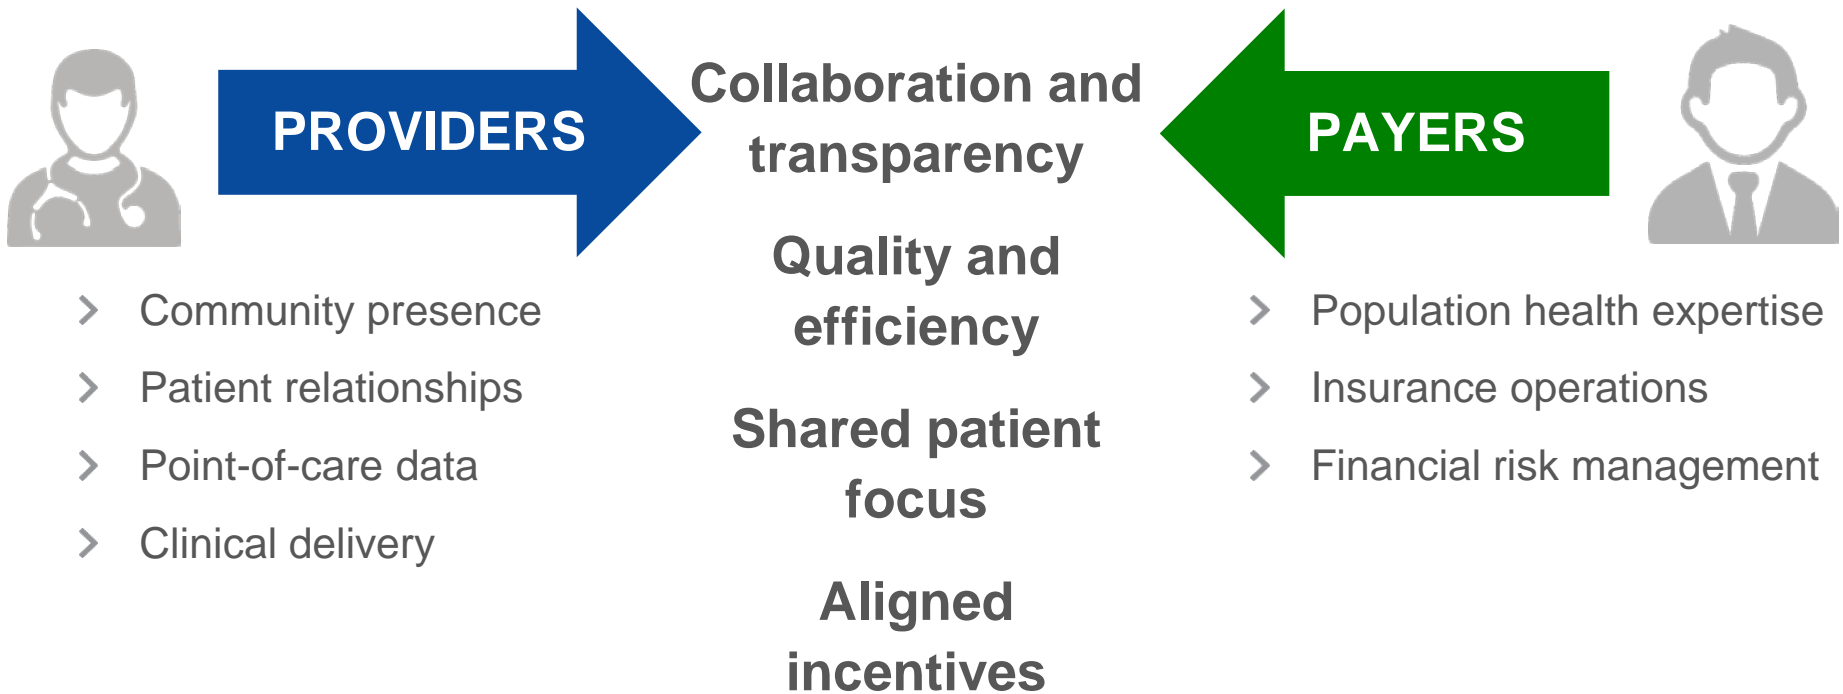 PROVIDERS
Community presence
Patient relationships
Point-of-care data
Clinical delivery
Collaboration and
transparency
Quality and
efficiency
Shared patient
focus
Aligned
incentives
PAYERS
Population health expertise
Insurance operations
Financial risk management